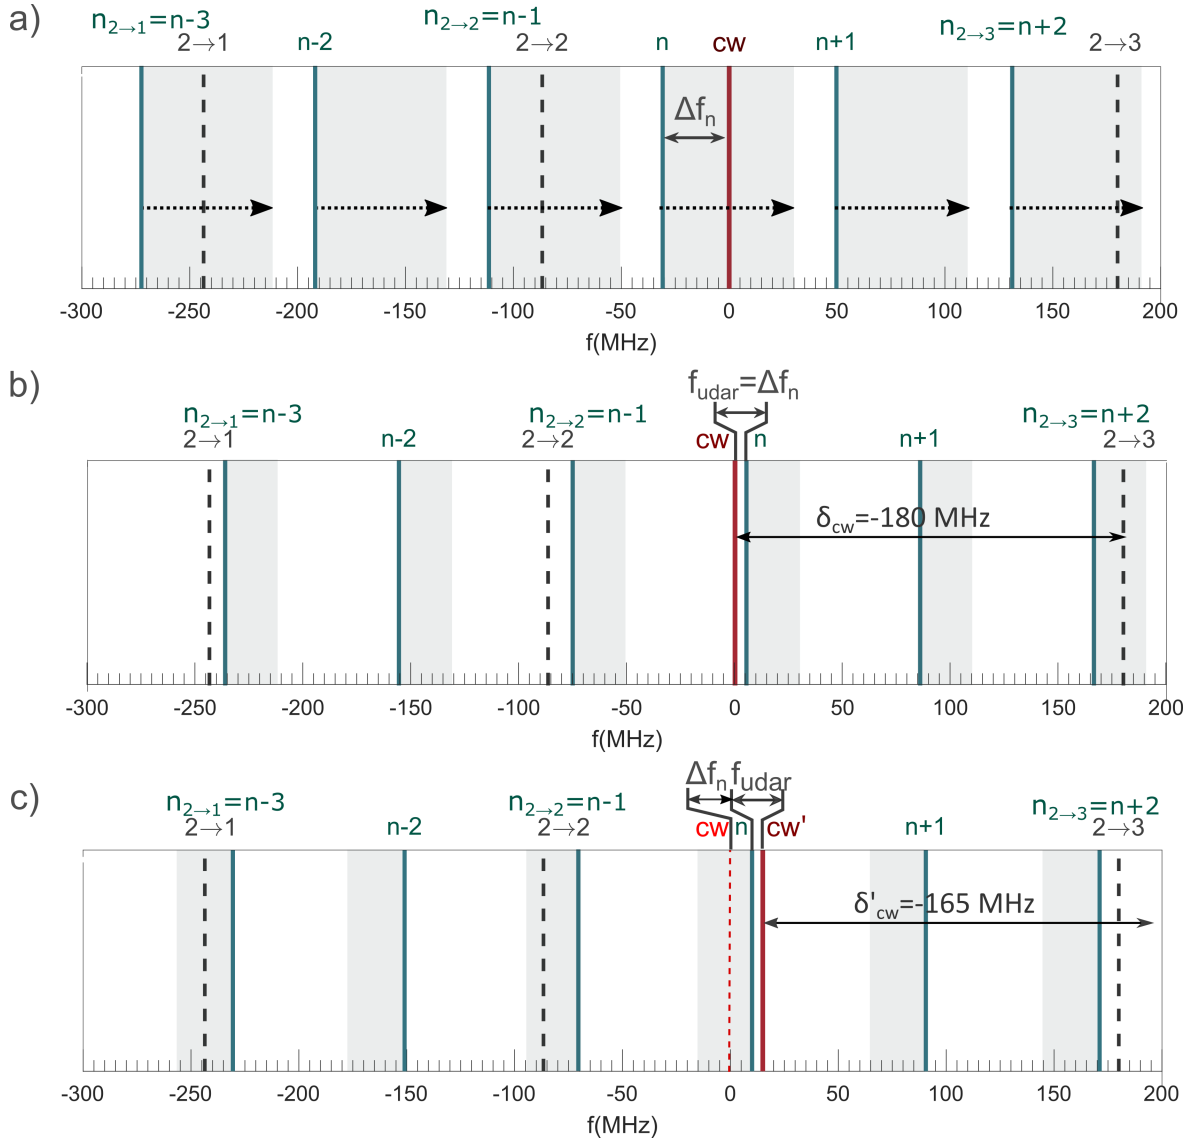 a)
n2→1=n-3
n2→2=n-1
n2→3=n+2
2→1
n-2
2→2
n
cw
n+1
2→3
Δfn
-300 -250 -200 -150 -100 -50 0 50 100 150 200
f(MHz)
b)
fudar=Δfn
n2→1=n-3
n2→2=n-1
n2→3=n+2
2→1
n-2
2→2
cw
n
n+1
2→3
δcw=-180 MHz
-300 -250 -200 -150 -100 -50 0 50 100 150 200
f(MHz)
c)
Δfn
fudar
n2→1=n-3
n2→2=n-1
n2→3=n+2
2→1
n-2
2→2
cw
n
cw'
n+1
2→3
δ'cw=-165 MHz
-300 -250 -200 -150 -100 -50 0 50 100 150 200
f(MHz)